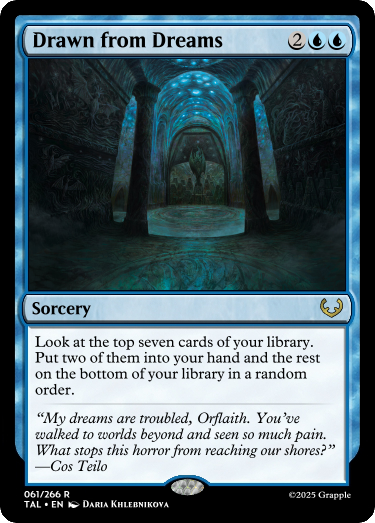 Drawn from Dreams 2
Sorcery
Look at the top seven cards of your library.
Put two of them into your hand and the rest
on the bottom of your library in a random
order.
“My dreams are troubled, Orflaith. You’ve
walked to worlds beyond and seen so much pain.
What stops this horror from reaching our shores?”
—Cos Teilo
061/266 R
TAL • EN Daria Khlebnikova
©2025 Grapple